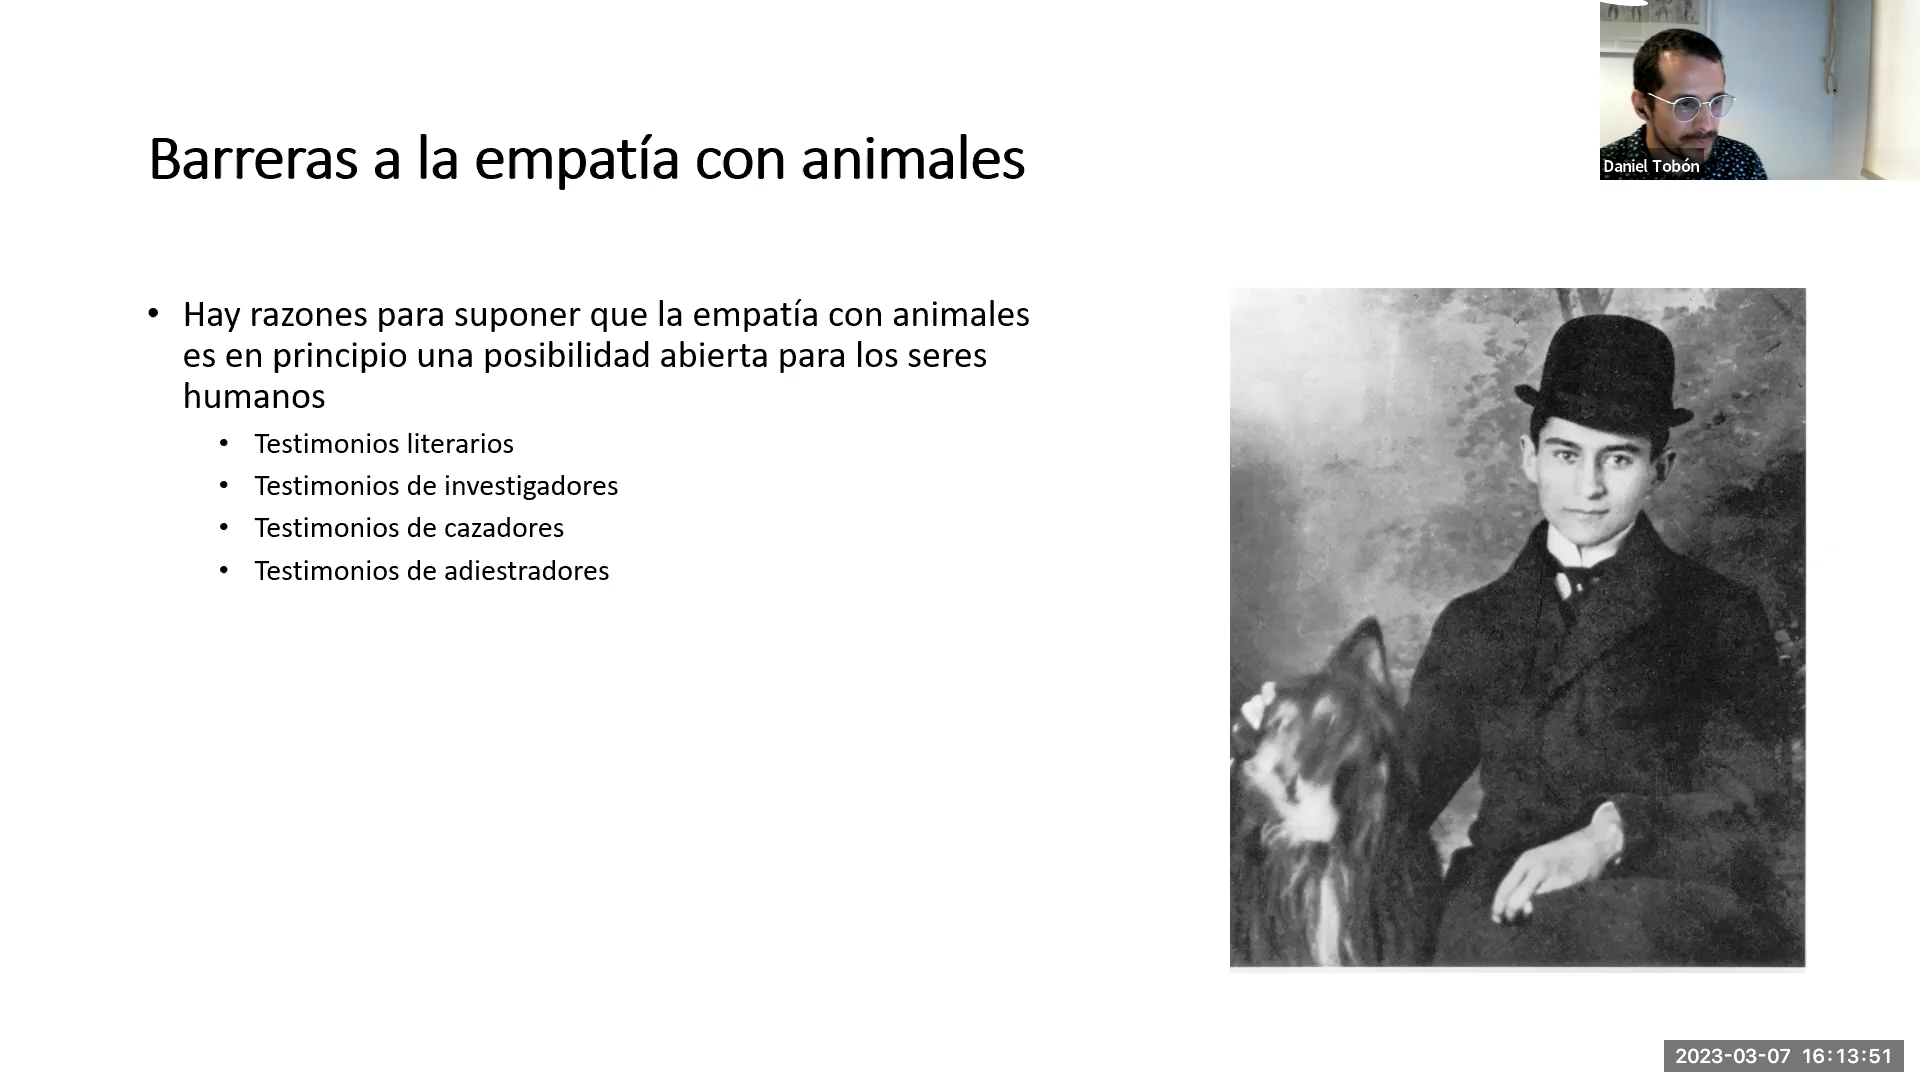 Barreras a la empatía con animales
Daniel Tobón
• Hay razones para suponer que la empatía con animales
es en principio una posibilidad abierta para los seres
humanos
• Testimonios literarios
• Testimonios de investigadores
• Testimonios de cazadores
• Testimonios de adiestradores
2023-03-07 16:13:51